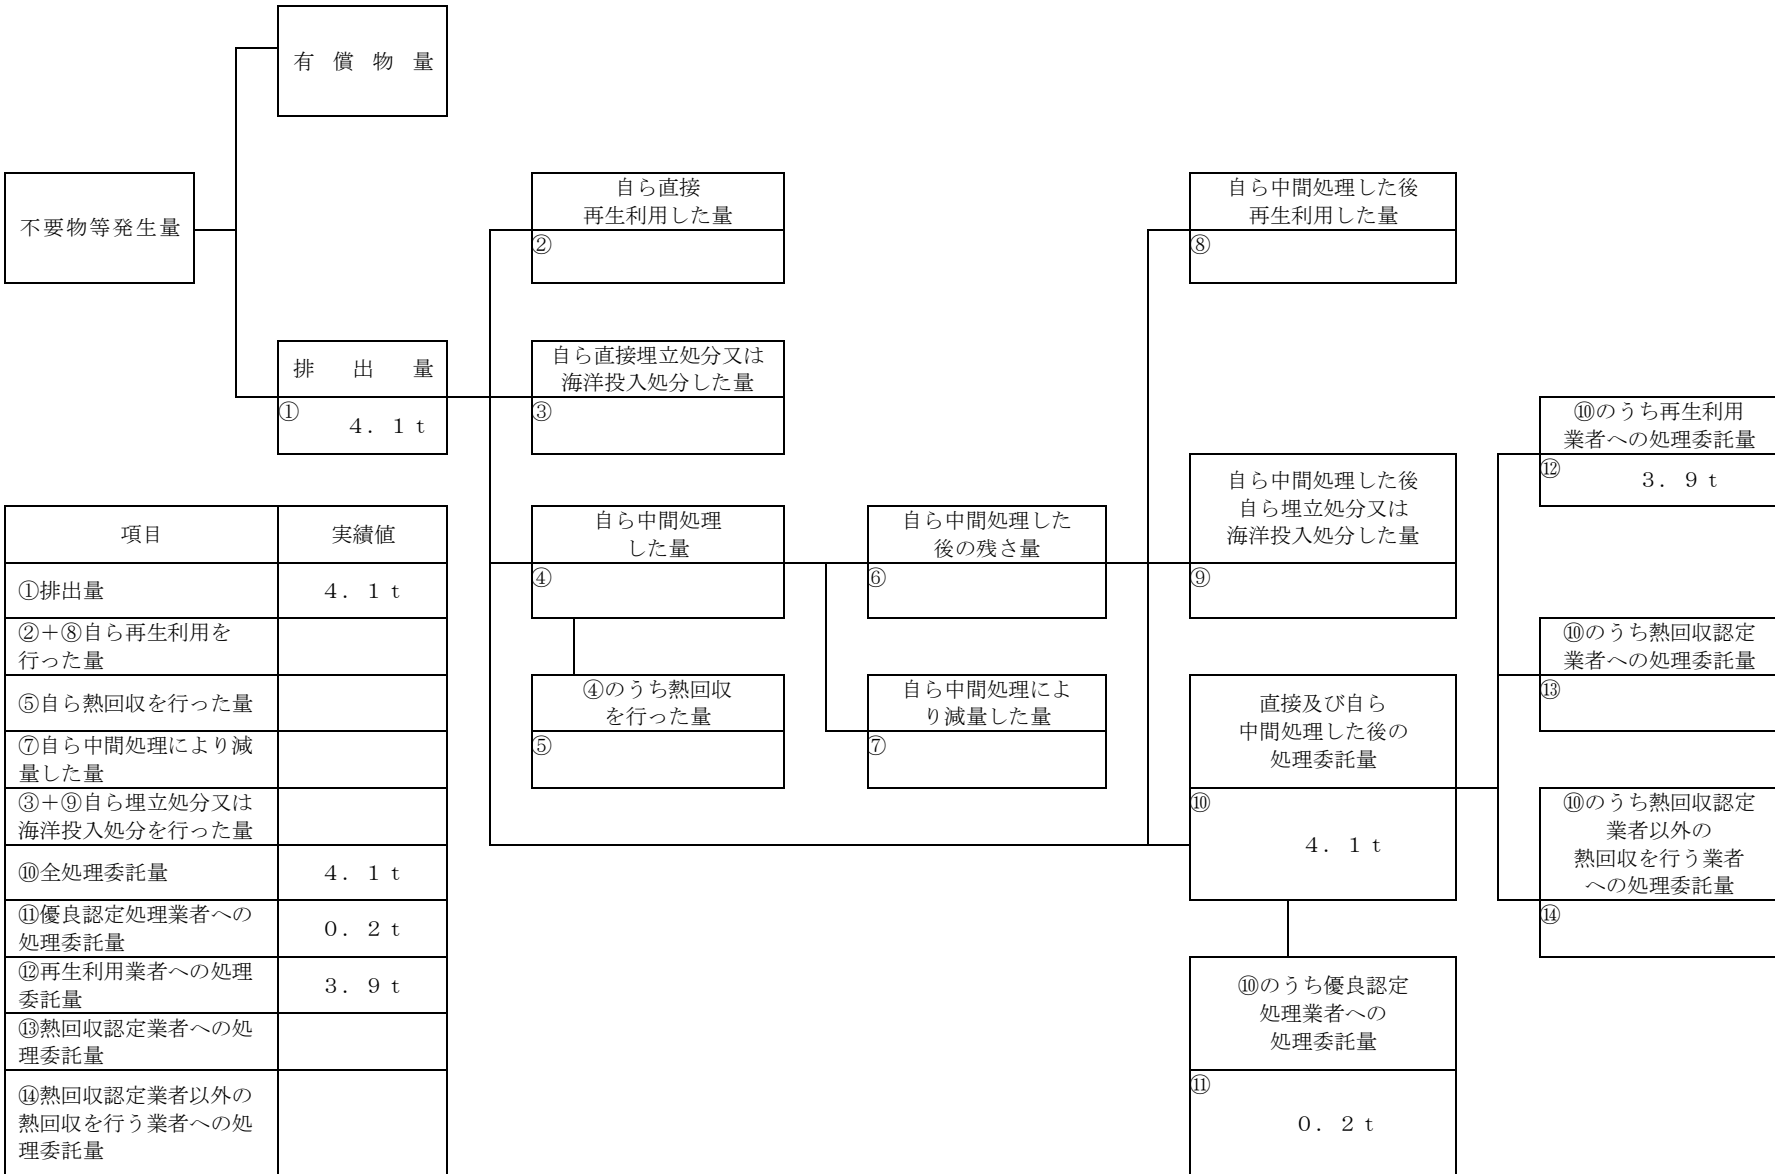 有 償 物 量
不要物等発生量
排 出 量
①
4. 1 t
自ら直接
再生利用した量
②
自ら直接埋立処分又は
海洋投入処分した量
③
自ら中間処理
した量
④
④のうち熱回収
を行った量
⑤
自ら中間処理した
後の残さ量
⑥
自ら中間処理によ
り減量した量
⑦
自ら中間処理した後
再生利用した量
⑧
自ら中間処理した後
自ら埋立処分又は
海洋投入処分した量
⑨
直接及び自ら
中間処理した後の
処理委託量
⑩
4. 1 t
⑩のうち優良認定
処理業者への
処理委託量
⑪
0. 2 t
⑩のうち再生利用
業者への処理委託量
⑫
3. 9 t
⑩のうち熱回収認定
業者への処理委託量
⑬
⑩のうち熱回収認定
業者以外の
熱回収を行う業者
への処理委託量
⑭
項目 実績値
①排出量 4. 1 t
②+⑧自ら再生利用を
行った量
⑤自ら熱回収を行った量
⑦自ら中間処理により減
量した量
③+⑨自ら埋立処分又は
海洋投入処分を行った量
⑩全処理委託量 4. 1 t
⑪優良認定処理業者への
処理委託量 0. 2 t
⑫再生利用業者への処理
委託量 3. 9 t
⑬熱回収認定業者への処
理委託量
⑭熱回収認定業者以外の
熱回収を行う業者への処
理委託量